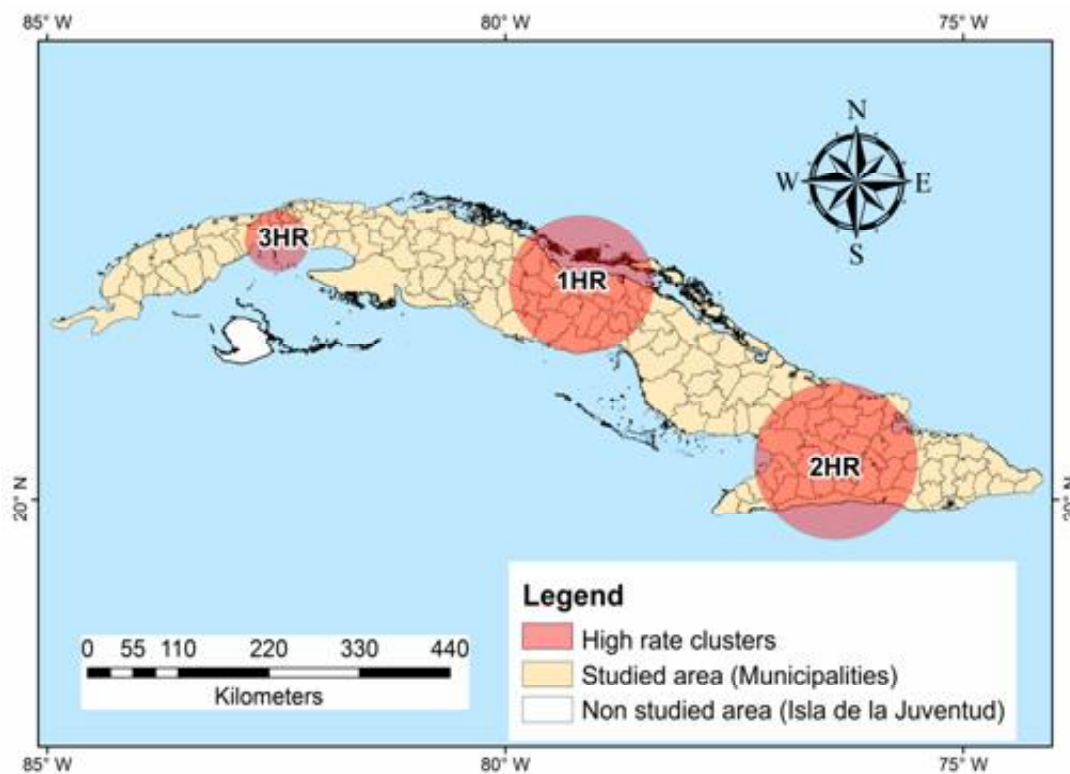 85° W 80° W 75° W
N
W E
S
3HR
1HR
2HR
20° N 20° N
Legend
High rate clusters
Studied area (Municipalities)
Non studied area (Isla de la Juventud)
0 55 110 220 330 440
Kilometers
85° W 80° W 75° W